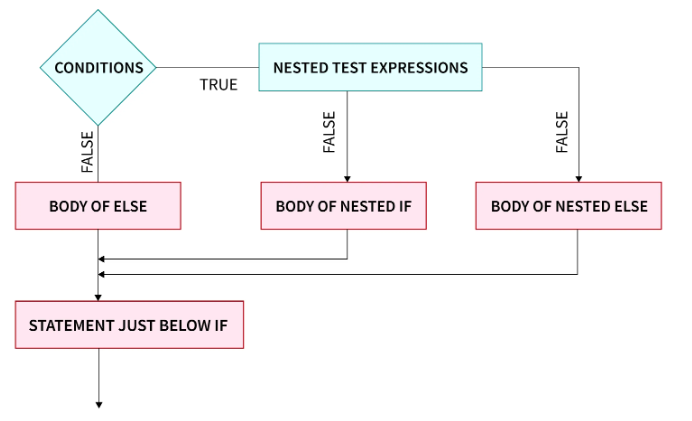 CONDITIONS
TRUE
NESTED TEST EXPRESSIONS
FALSE
FALSE
FALSE
BODY OF ELSE
BODY OF NESTED IF
BODY OF NESTED ELSE
STATEMENT JUST BELOW IF